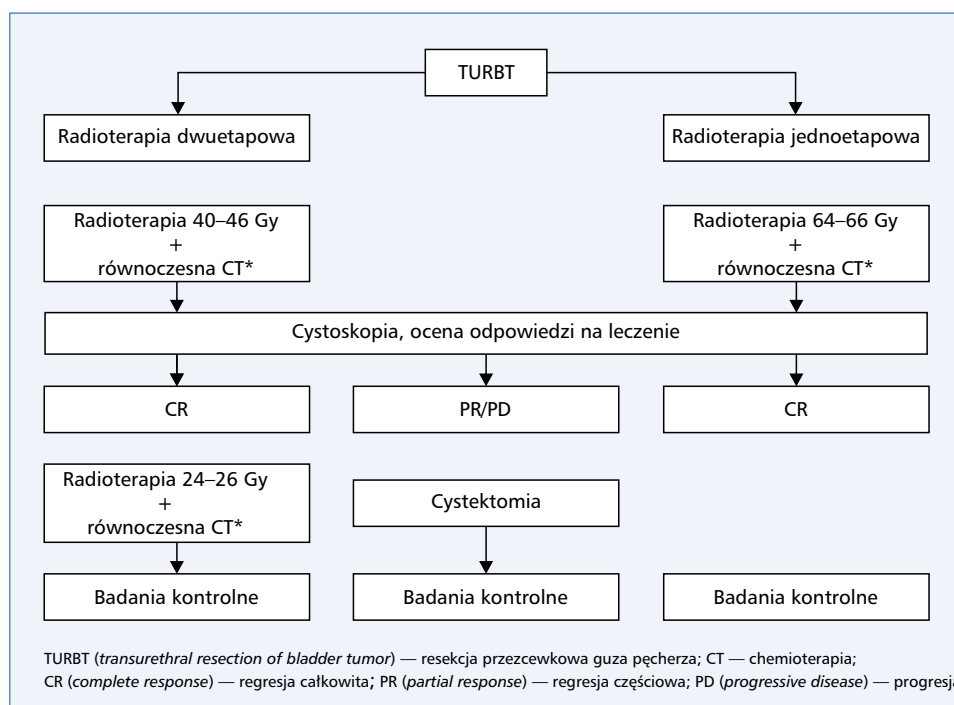 TURBT
Radioterapia dwuetapowa
Radioterapia jednoetapowa
Radioterapia 40–46 Gy
+
równoczesna CT*
Radioterapia 64–66 Gy
+
równoczesna CT*
Cystoskopia, ocena odpowiedzi na leczenie
CR
PR/PD
CR
Radioterapia 24–26 Gy
+
równoczesna CT*
Cystektomia
Badania kontrolne
Badania kontrolne
Badania kontrolne
TURBT (transurethral resection of bladder tumor) — resekcja przezcewkowa guza pęcherza; CT — chemioterapia;
CR (complete response) — regresja całkowita; PR (partial response) — regresja częściowa; PD (progressive disease) — progresja